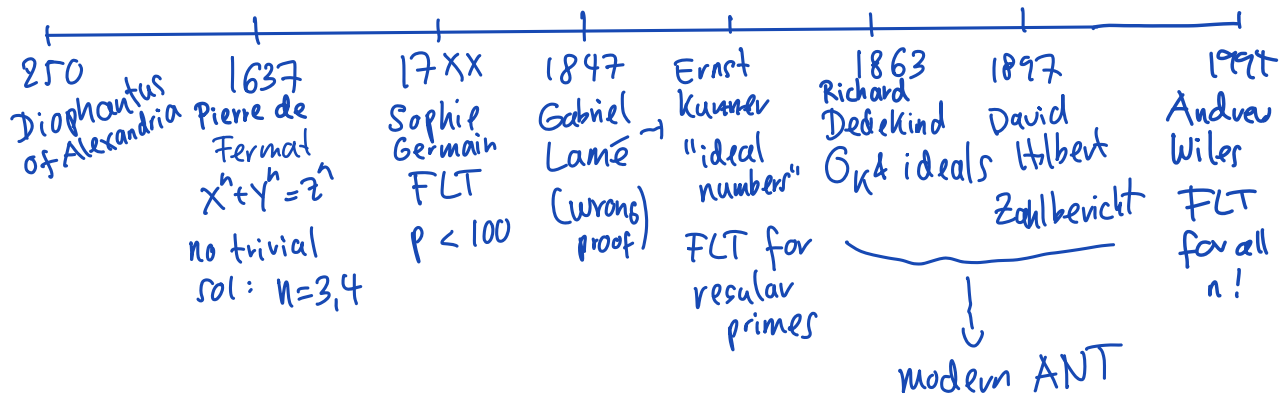 250
Diophantus
of Alexandria
1637
Pierre de
Fermat
x^n + y^n = z^n
no trivial
sol: n=3,4
17XX
Sophie
Germain
FLT
p < 100
1847
Gabriel
Lamé →
(wrong
proof)
Ernst
Kummer
"ideal
numbers"
FLT for
regular
primes
1863
Richard
Dedekind
O_K & ideals
1897
David
Hilbert
Zahlbericht
modern ANT
1994
Andrew
Wiles
FLT
for all
n!